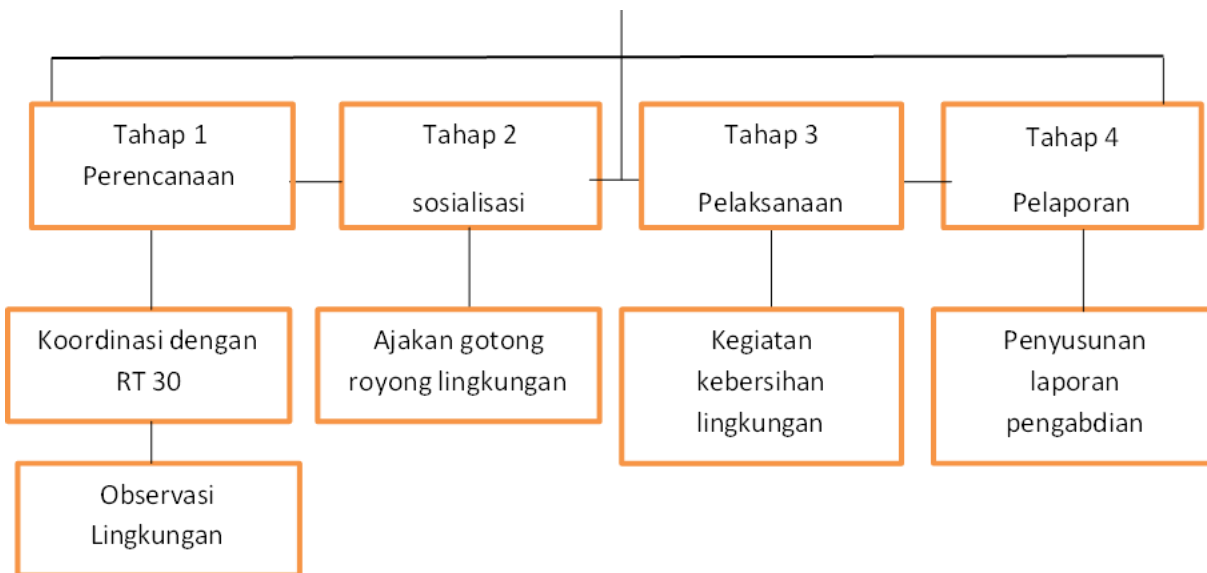 Tahap 1
Perencanaan
Tahap 2
sosialisasi
Tahap 3
Pelaksanaan
Tahap 4
Pelaporan
Koordinasi dengan
RT 30
Ajakan gotong
royong lingkungan
Kegiatan
kebersihan
lingkungan
Penyusunan
laporan
pengabdian
Observasi
Lingkungan